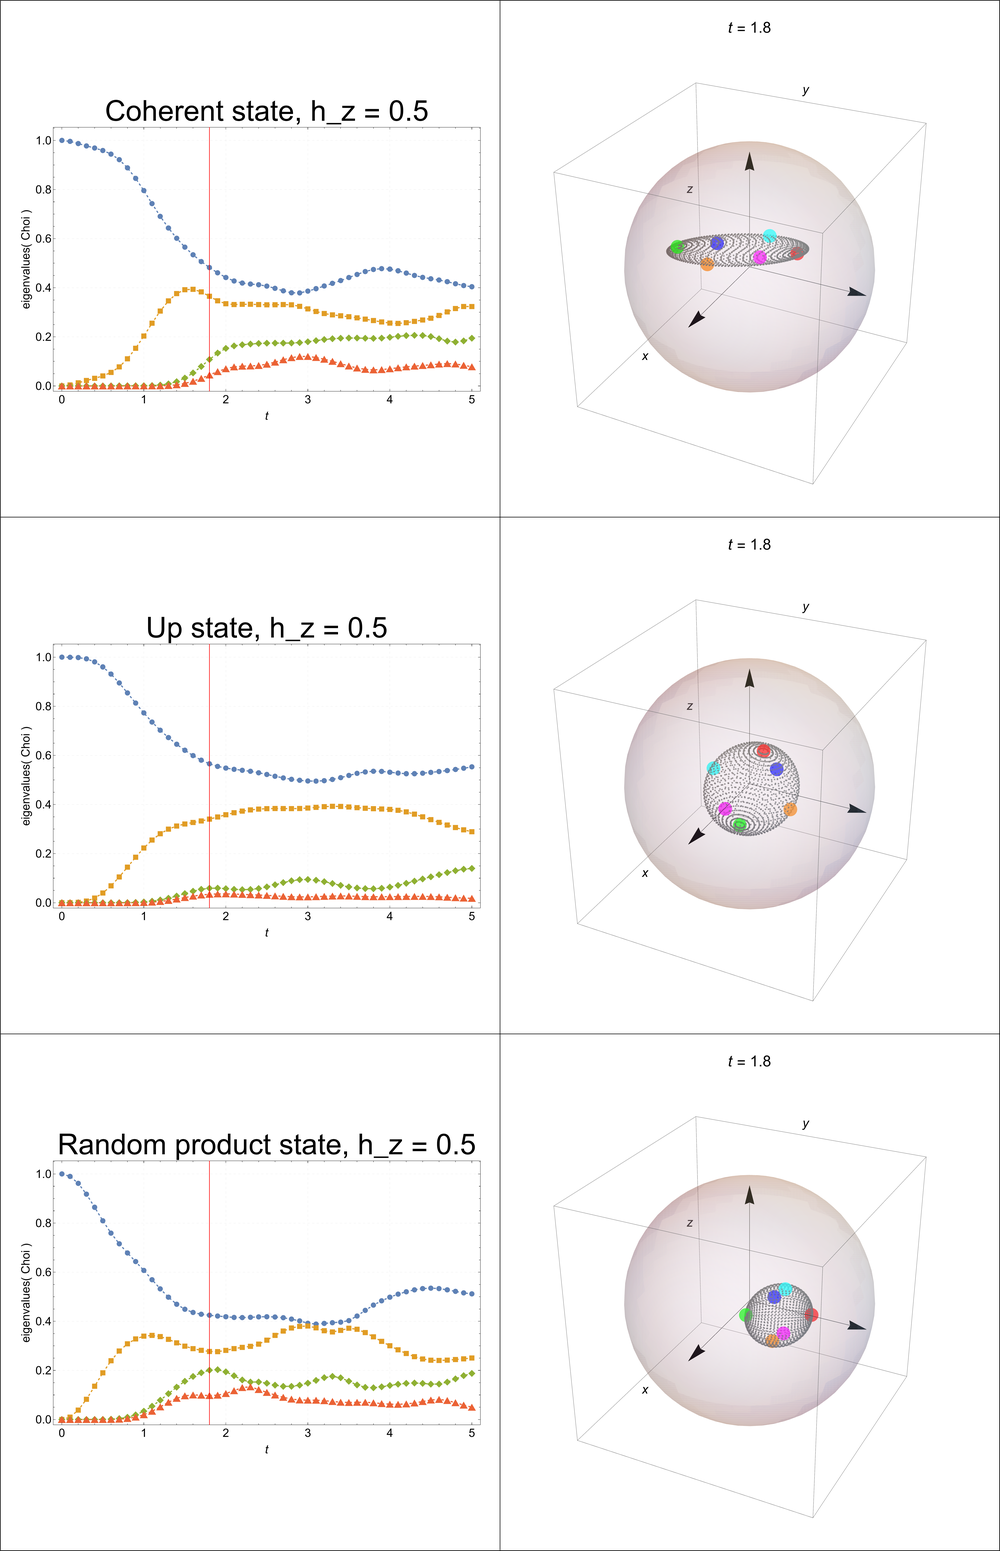 t = 1.8
y
Coherent state, h_z = 0.5
1.0
0.8
0.6
0.4
0.2
0.0
eigenvalues( Choi )
0 1 2 3 4 5
t
z
x
t = 1.8
y
Up state, h_z = 0.5
1.0
0.8
0.6
0.4
0.2
0.0
eigenvalues( Choi )
0 1 2 3 4 5
t
z
x
t = 1.8
y
Random product state, h_z = 0.5
1.0
0.8
0.6
0.4
0.2
0.0
eigenvalues( Choi )
0 1 2 3 4 5
t
z
x